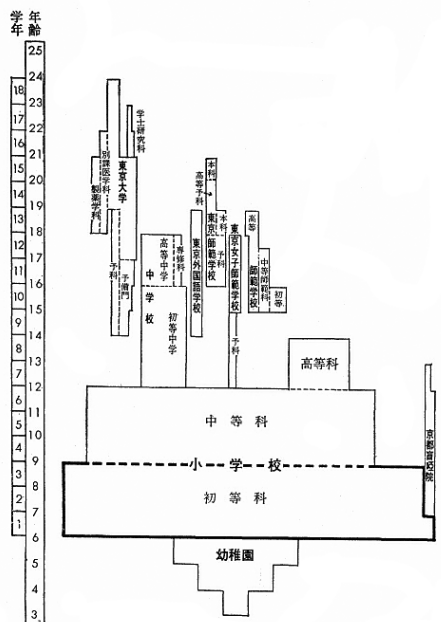 学年
年齢
25
24
23
22
21
20
19
18
17
16
15
14
13
12
11
10
9
8
7
6
5
4
3
18
17
16
15
14
13
12
11
10
9
8
7
6
5
4
3
2
1
製薬学科
別課医学科
予科
東京大学
予備門
学士研究科
中学校
高等中学
専修科
初等中学
東京外国語学校
高等予科
本科
東京師範学校
本科
予科
東京女子師範学校
予科
高等
師範学校
中等師範科
初等
高等科
中等科
小学校
初等科
京都盲唖院
幼稚園